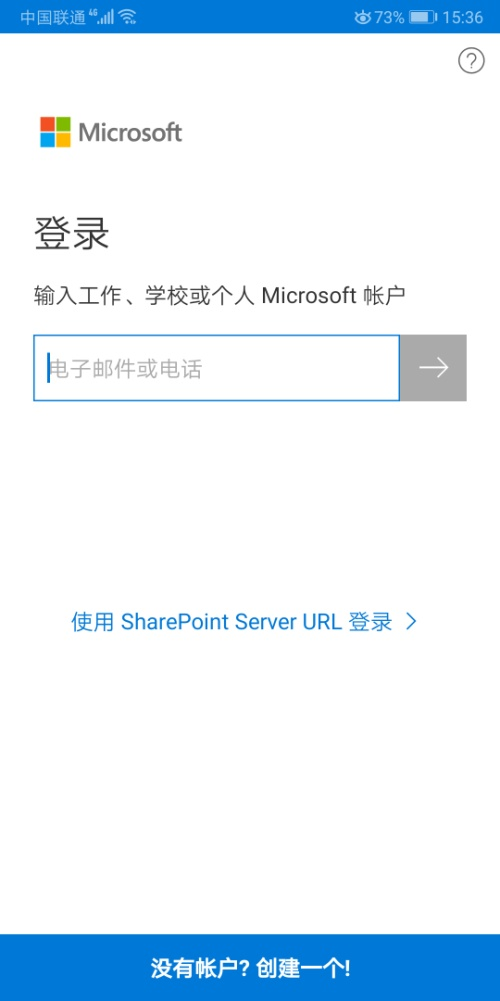 中国联通 4G 73% 15:36
?
Microsoft
登录
输入工作、学校或个人 Microsoft 帐户
电子邮件或电话
使用 SharePoint Server URL 登录
没有帐户? 创建一个!